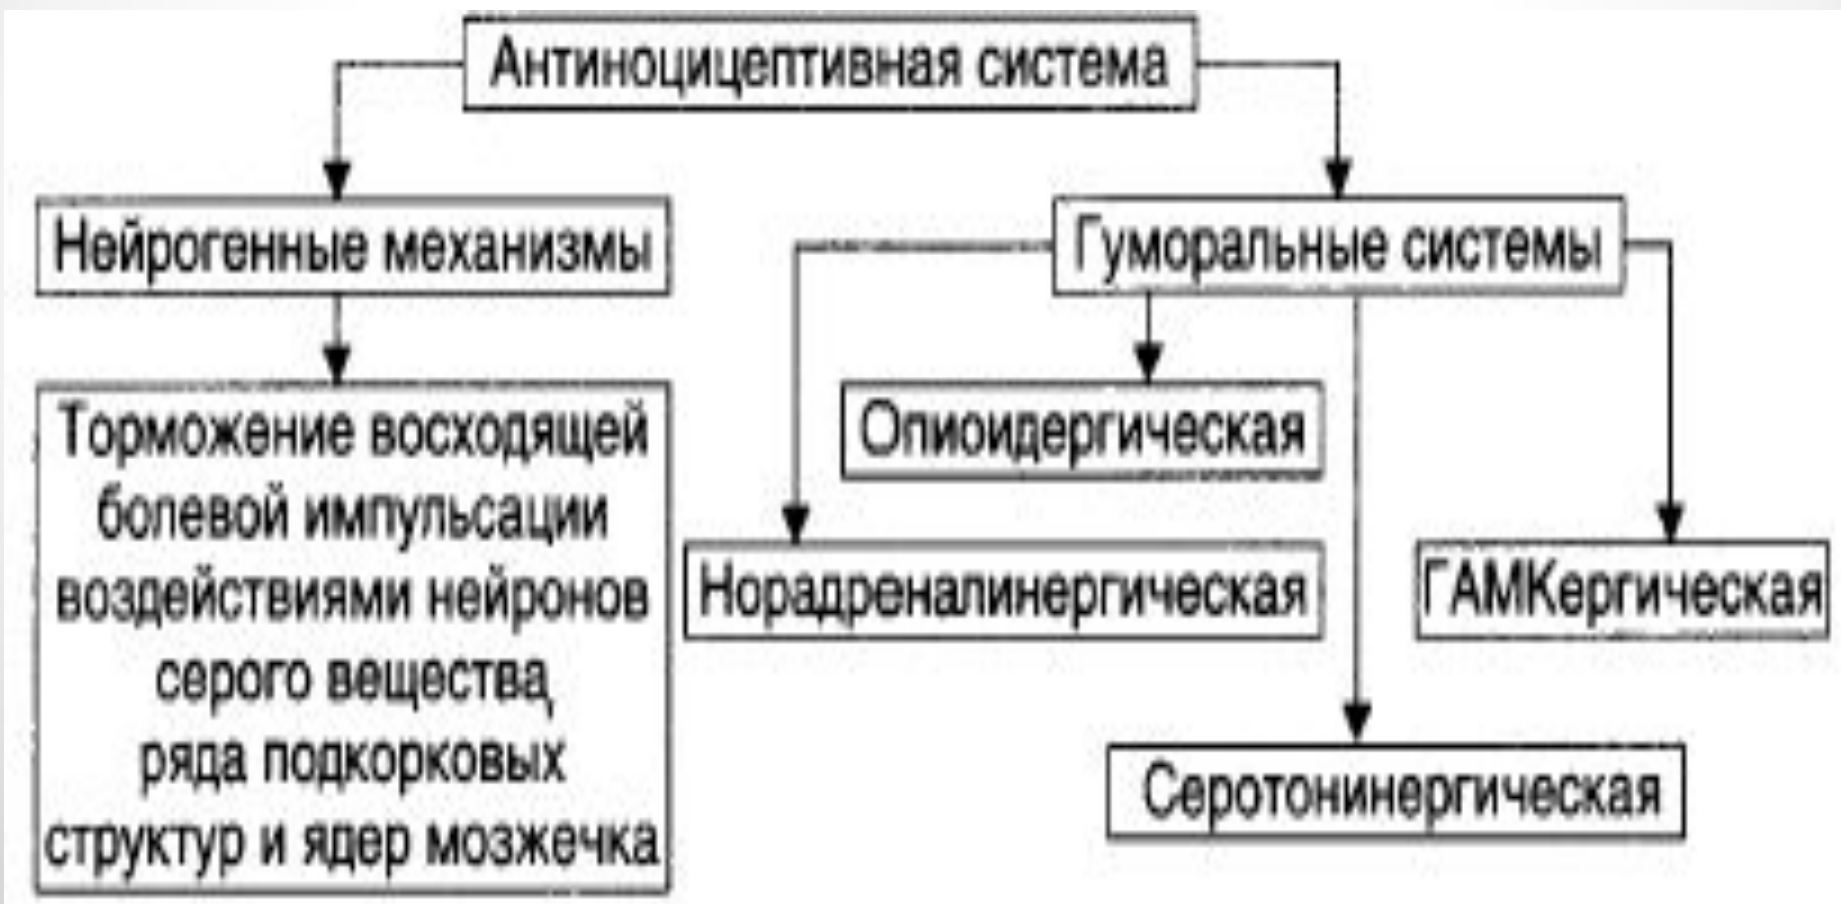 Антиноцицептивная система
Нейрогенные механизмы
Гуморальные системы
Торможение восходящей
болевой импульсации
воздействиями нейронов
серого вещества,
ряда подкорковых
структур и ядер мозжечка
Опиоидергическая
Норадреналинергическая
ГАМКергическая
Серотонинергическая